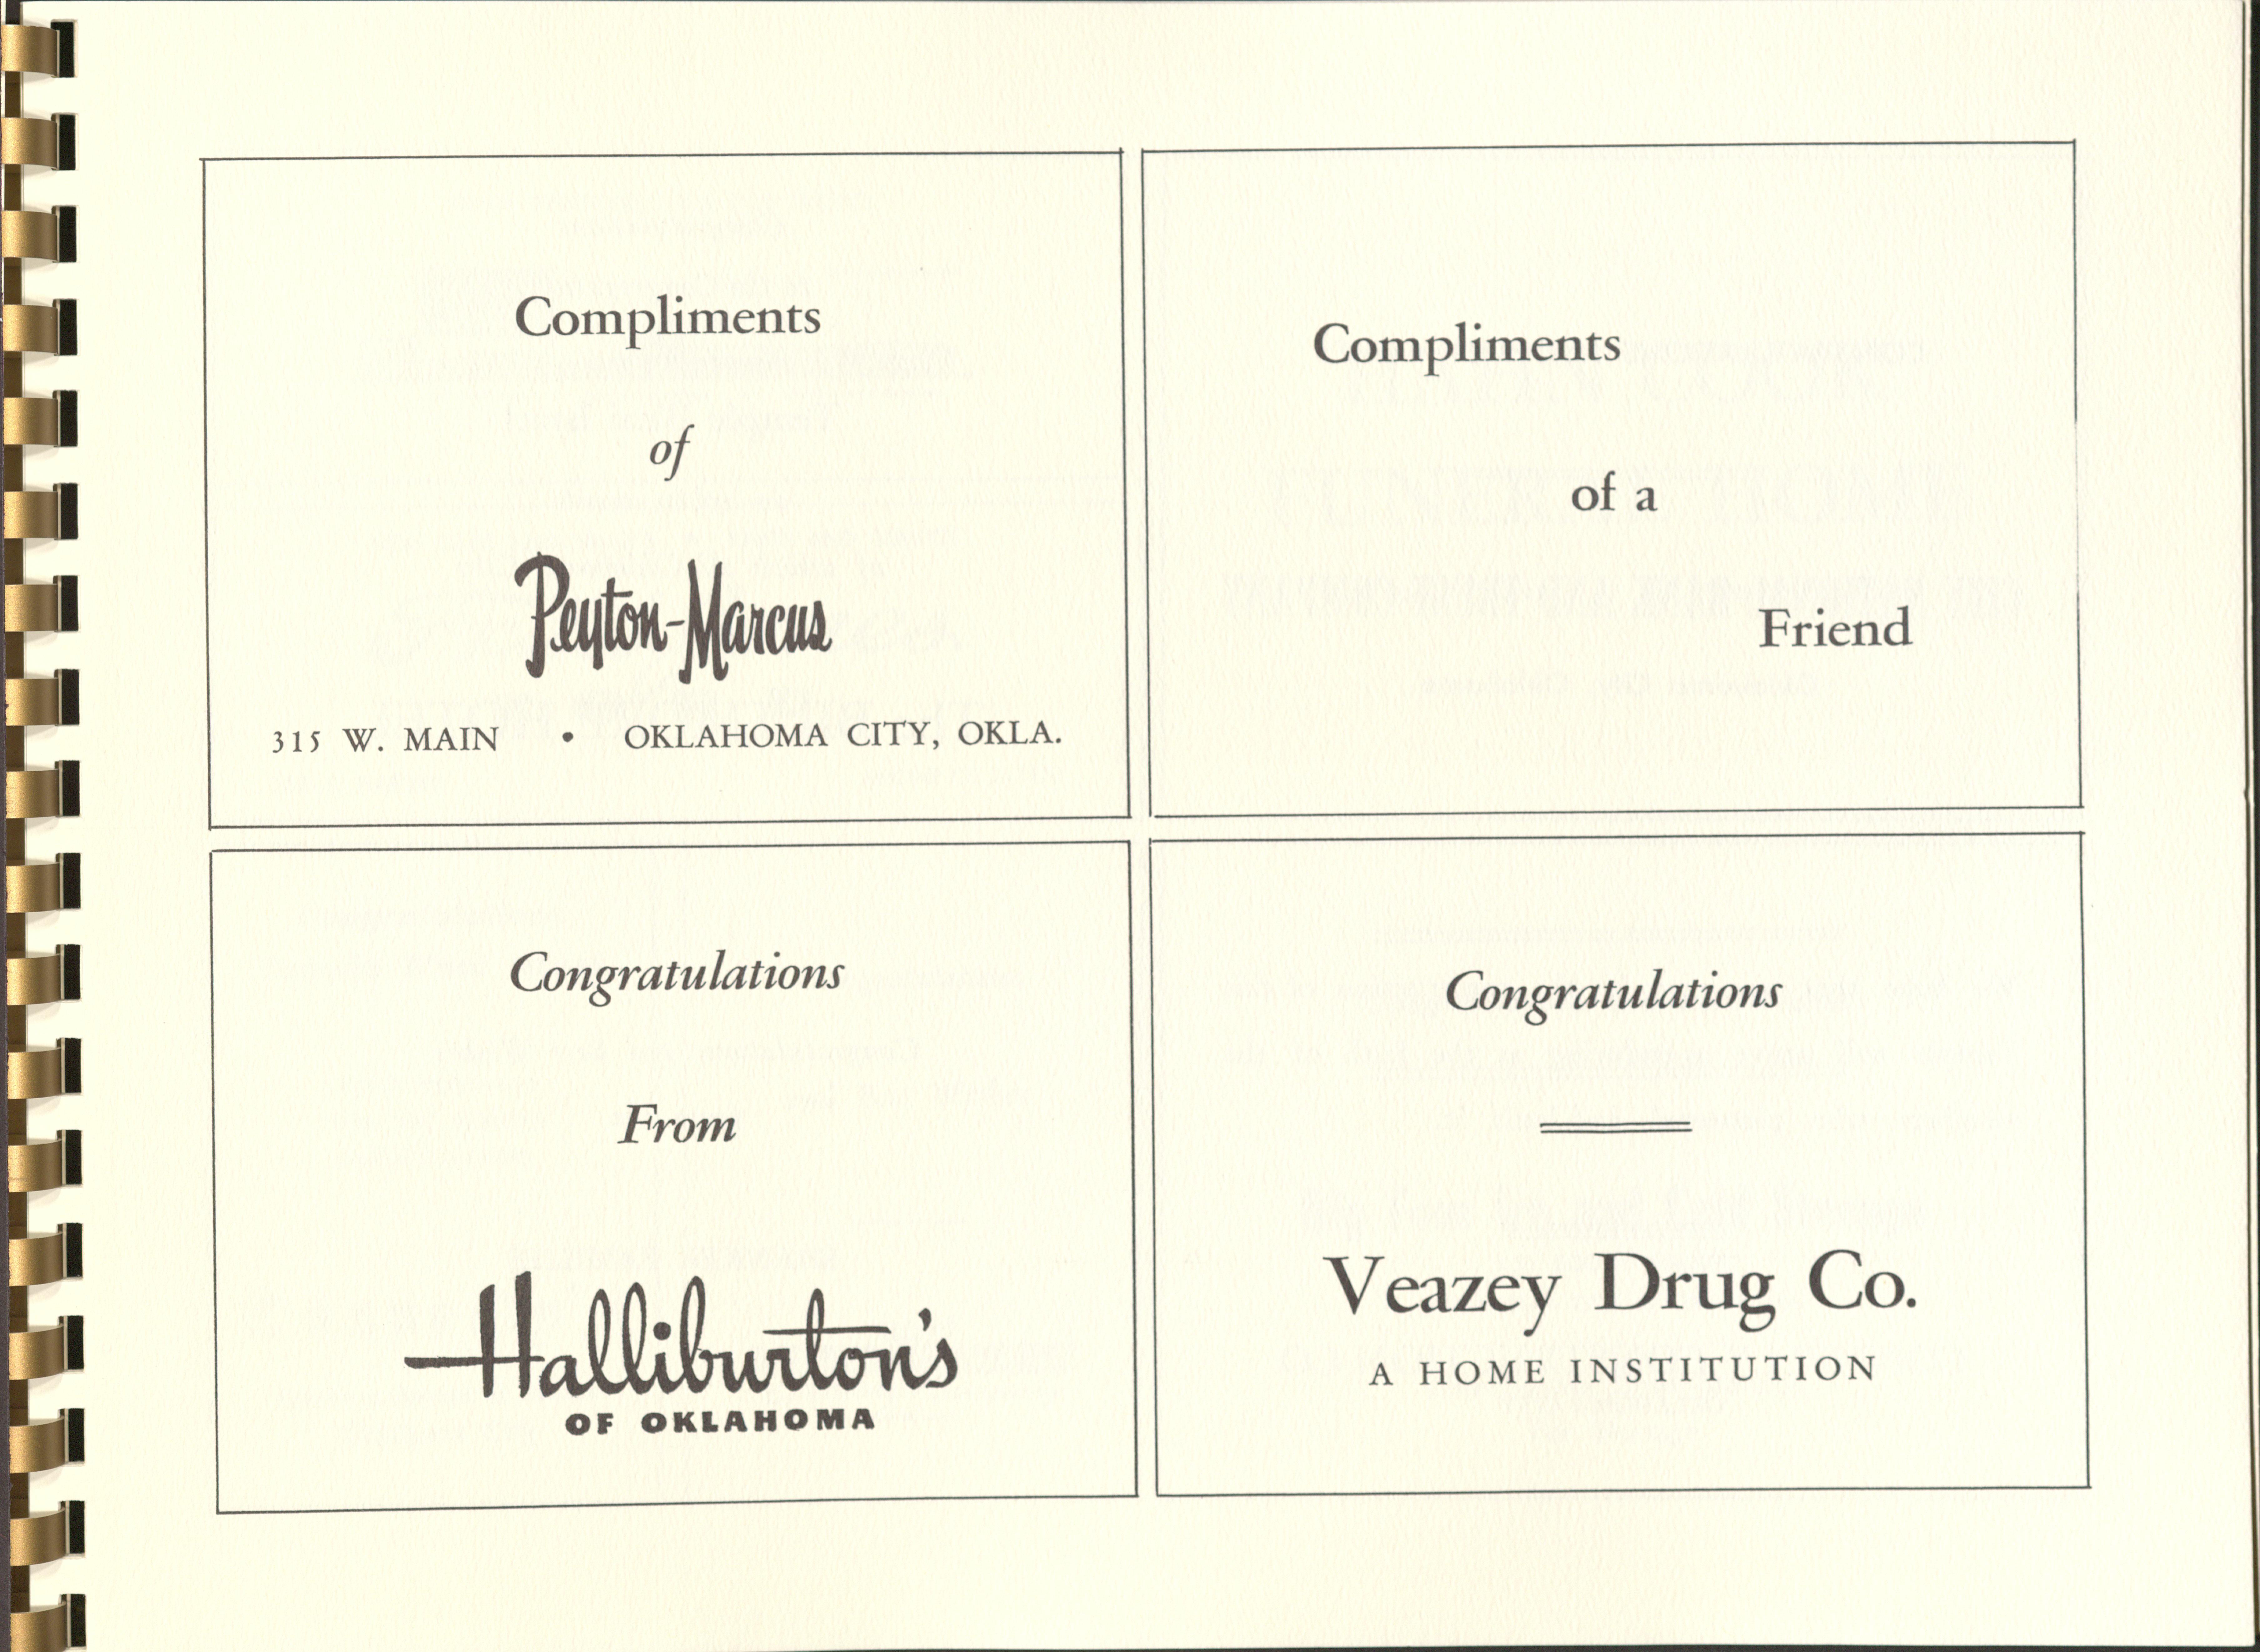 Compliments
of
Peyton-Marcus
315 W. MAIN • OKLAHOMA CITY, OKLA.
Compliments
of a
Friend
Congratulations
From
Halliburton's
OF OKLAHOMA
Congratulations
Veazey Drug Co.
A HOME INSTITUTION